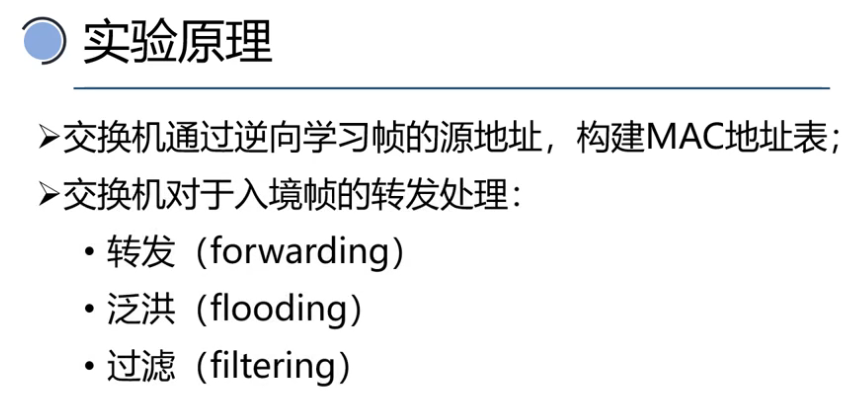 实验原理
➢交换机通过逆向学习帧的源地址，构建MAC地址表；
➢交换机对于入境帧的转发处理：
• 转发（forwarding）
• 泛洪（flooding）
• 过滤（filtering）